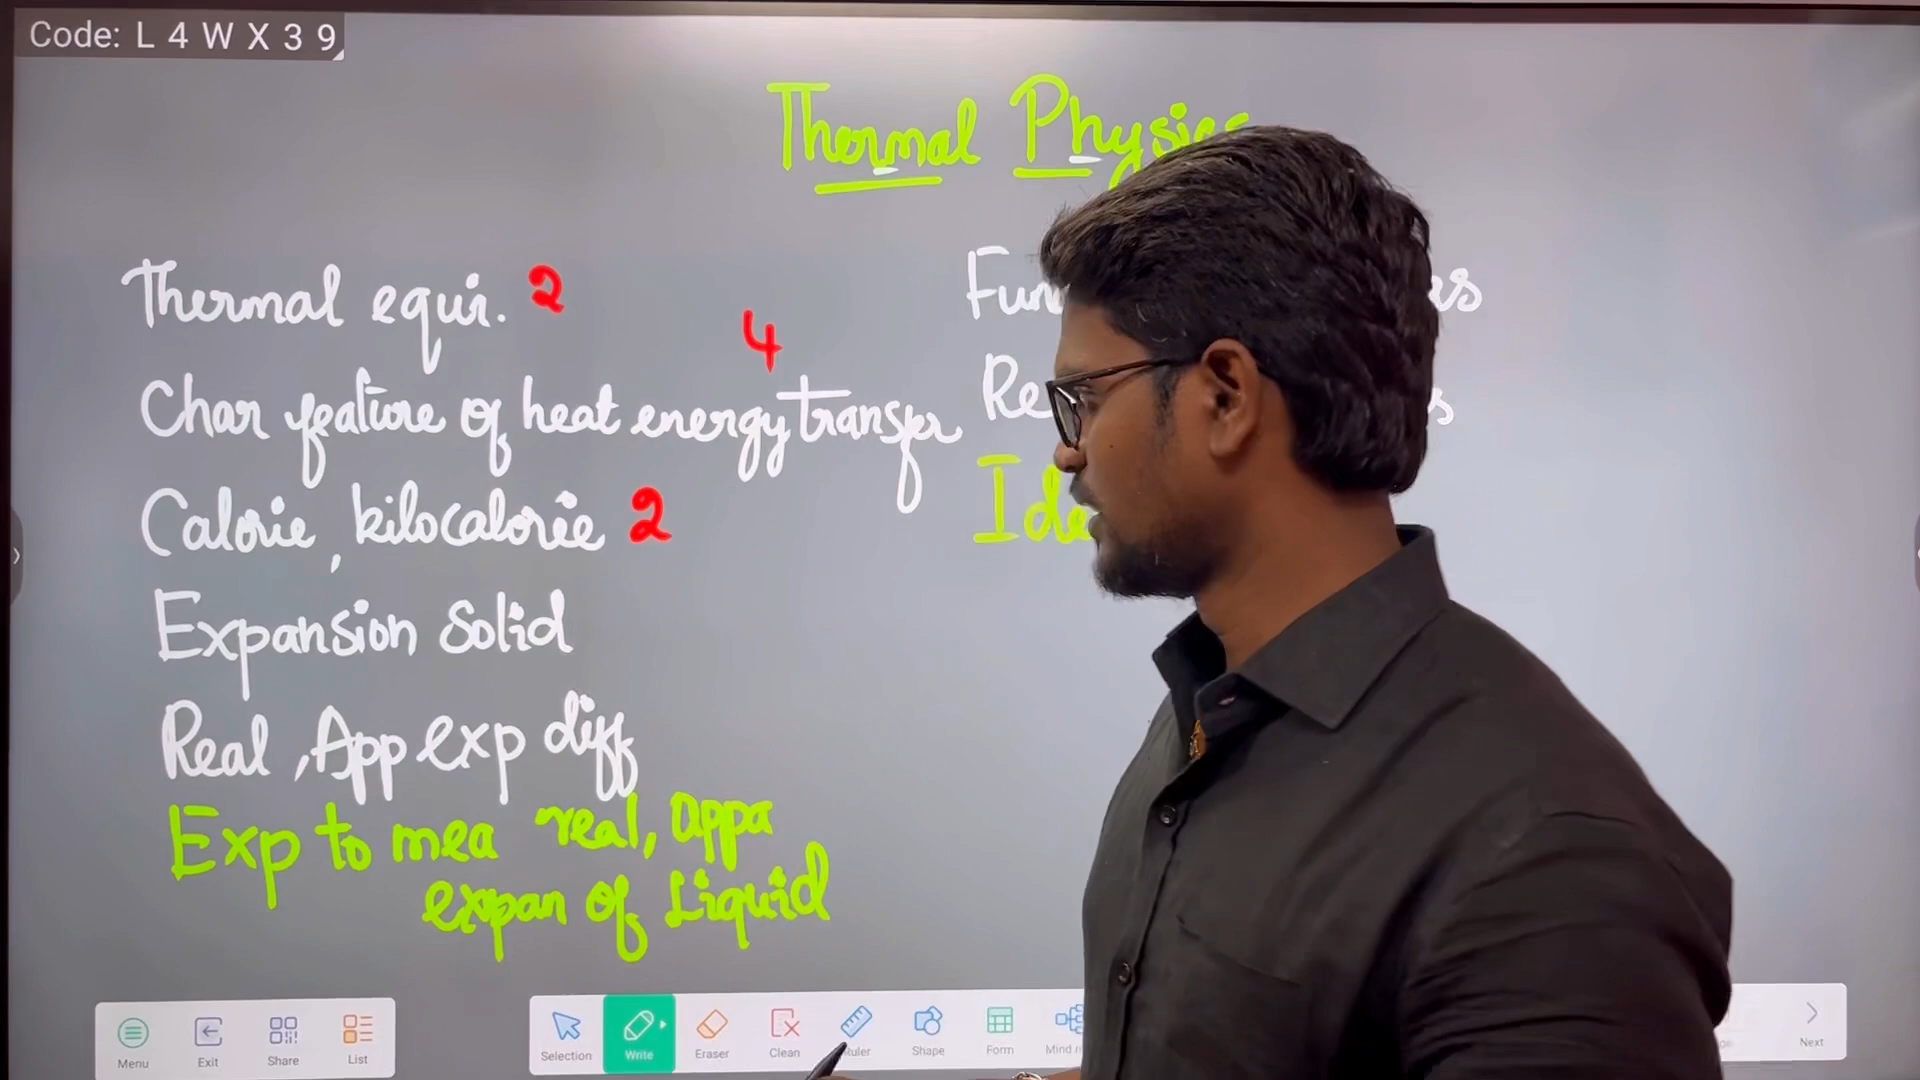 Code: L 4 W X 3 9
Thermal Physics
Thermal equi. 2
4
Char feature of heat energy transfer
Calorie, kilocalorie 2
Expansion Solid
Real, App exp diff
Exp to mea real, appa
expan of Liquid
Menu Exit Share List
Selection Write Eraser Clean Ruler Shape Form Mind
Next